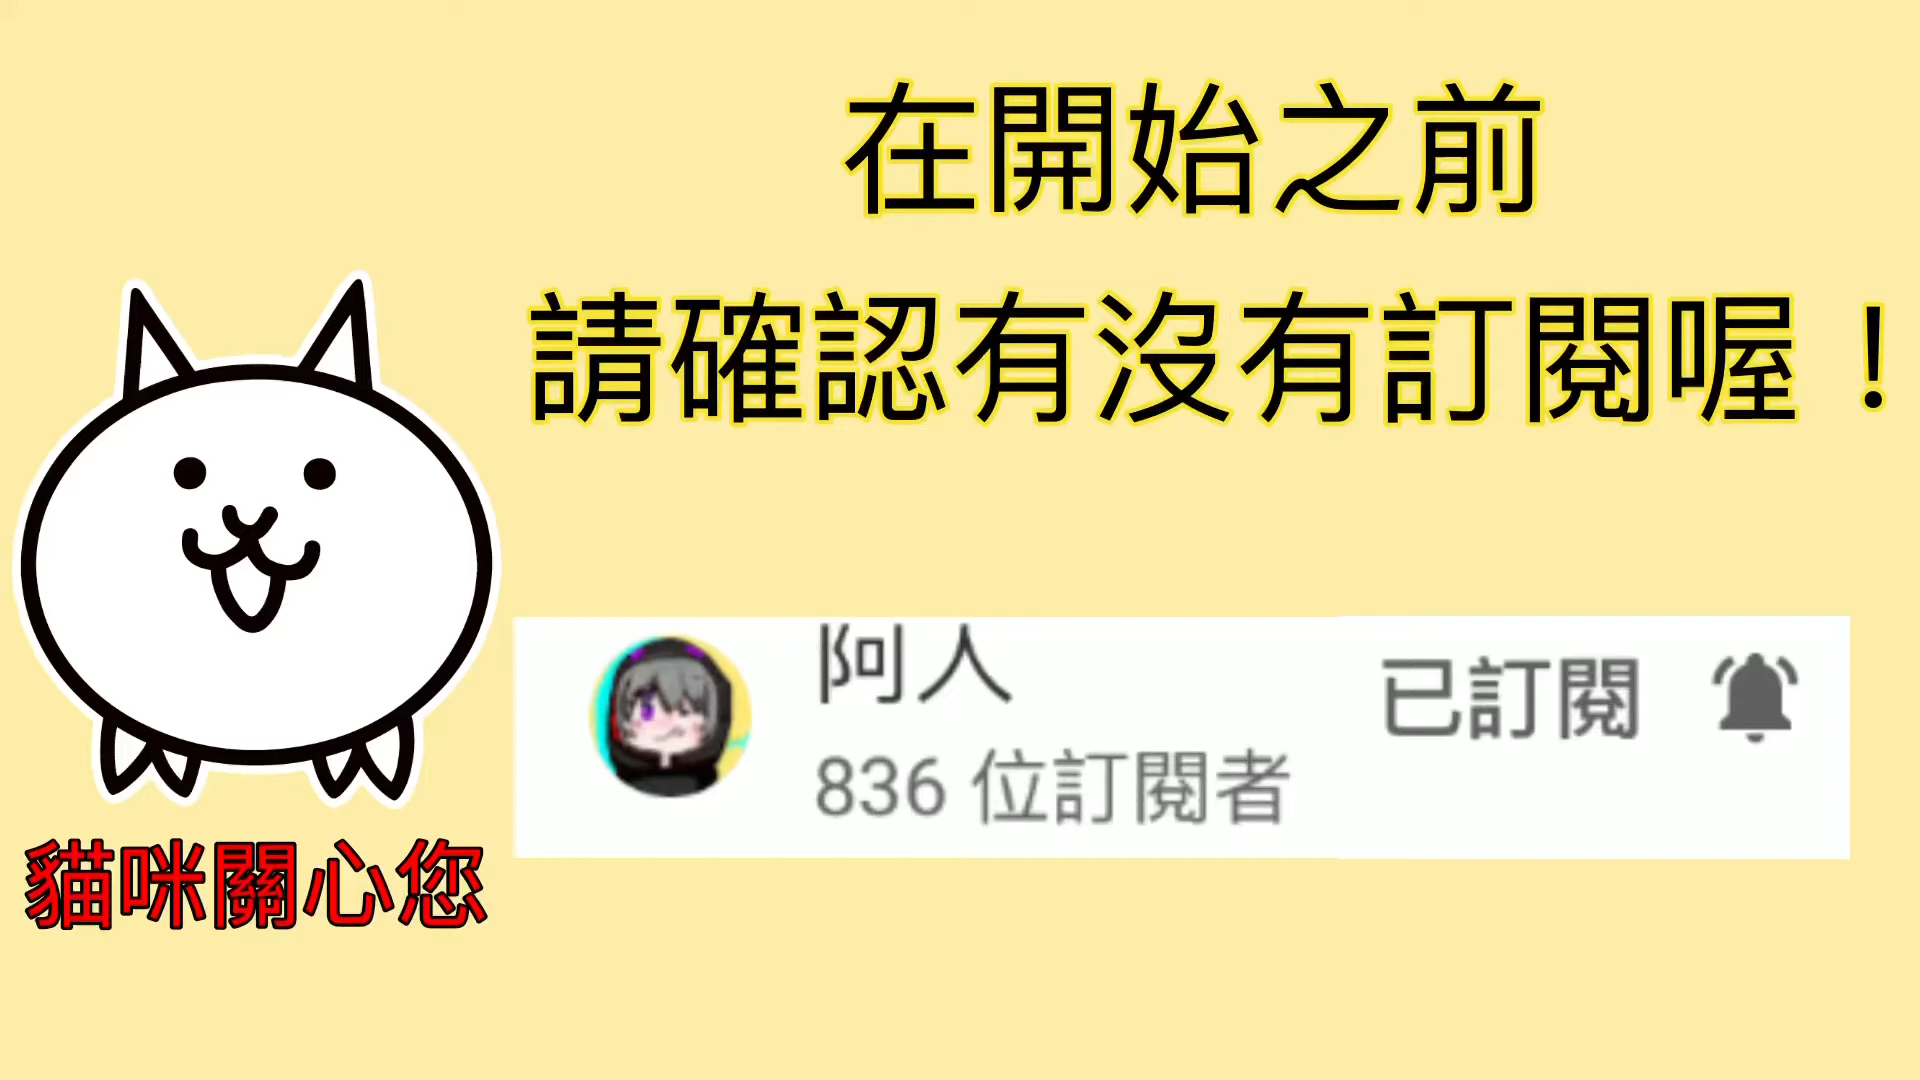 在開始之前
請確認有沒有訂閱喔！
阿人
已訂閱
836 位訂閱者
貓咪關心您